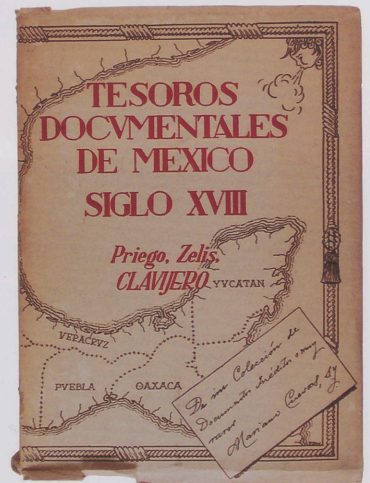 TESOROS
DOCVMENTALES
DE MEXICO
SIGLO XVIII
Priego, Zelis,
CLAVIJERO
YVCATAN
VERACRVZ
PVEBLA
OAXACA
De mi Colección de
Documentos inéditos o muy
raros
Mariano Cuevas, SJ